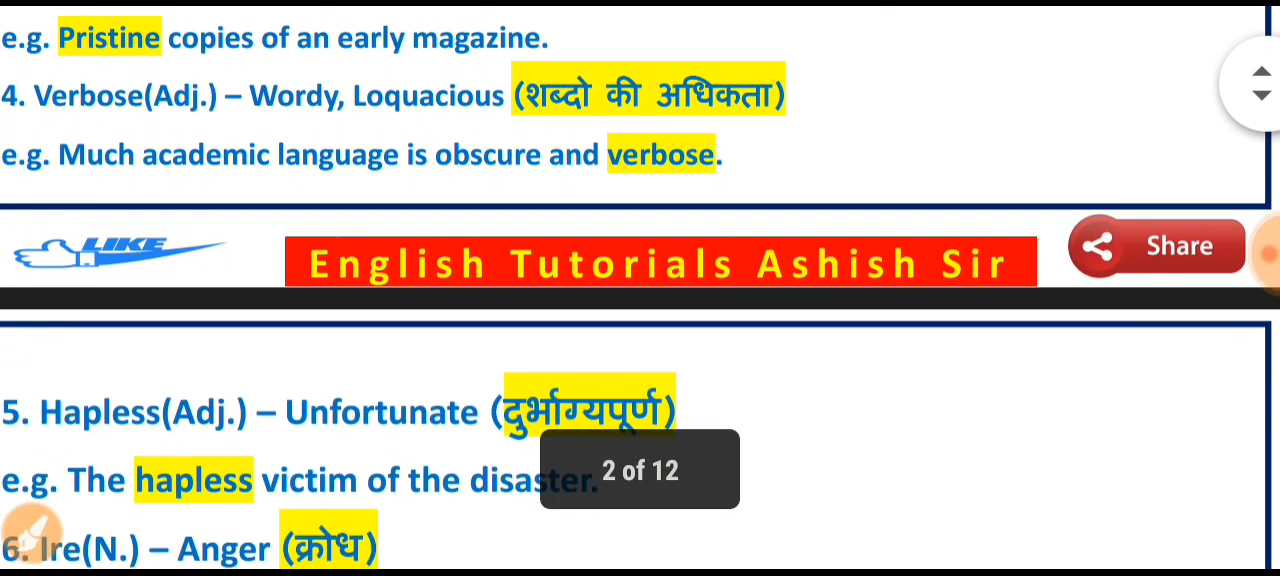 e.g. Pristine copies of an early magazine.
4. Verbose(Adj.) – Wordy, Loquacious (शब्दो की अधिकता)
e.g. Much academic language is obscure and verbose.
LIKE
English Tutorials Ashish Sir
Share
5. Hapless(Adj.) – Unfortunate (दुर्भाग्यपूर्ण)
e.g. The hapless victim of the disaster.
2 of 12
6. Ire(N.) – Anger (क्रोध)